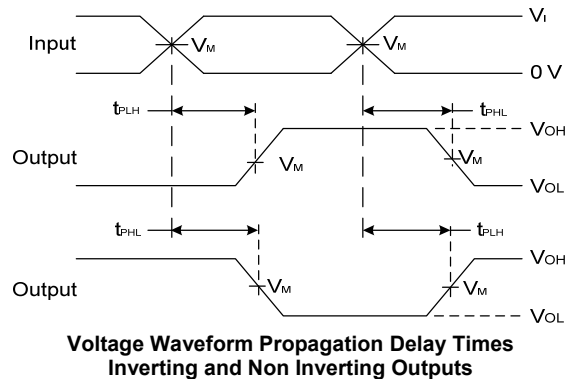 Input
VM
VM
VI
0 V
tPLH
tPHL
Output
VM
VM
VOH
VOL
tPHL
tPLH
Output
VM
VM
VOH
VOL
Voltage Waveform Propagation Delay Times
Inverting and Non Inverting Outputs